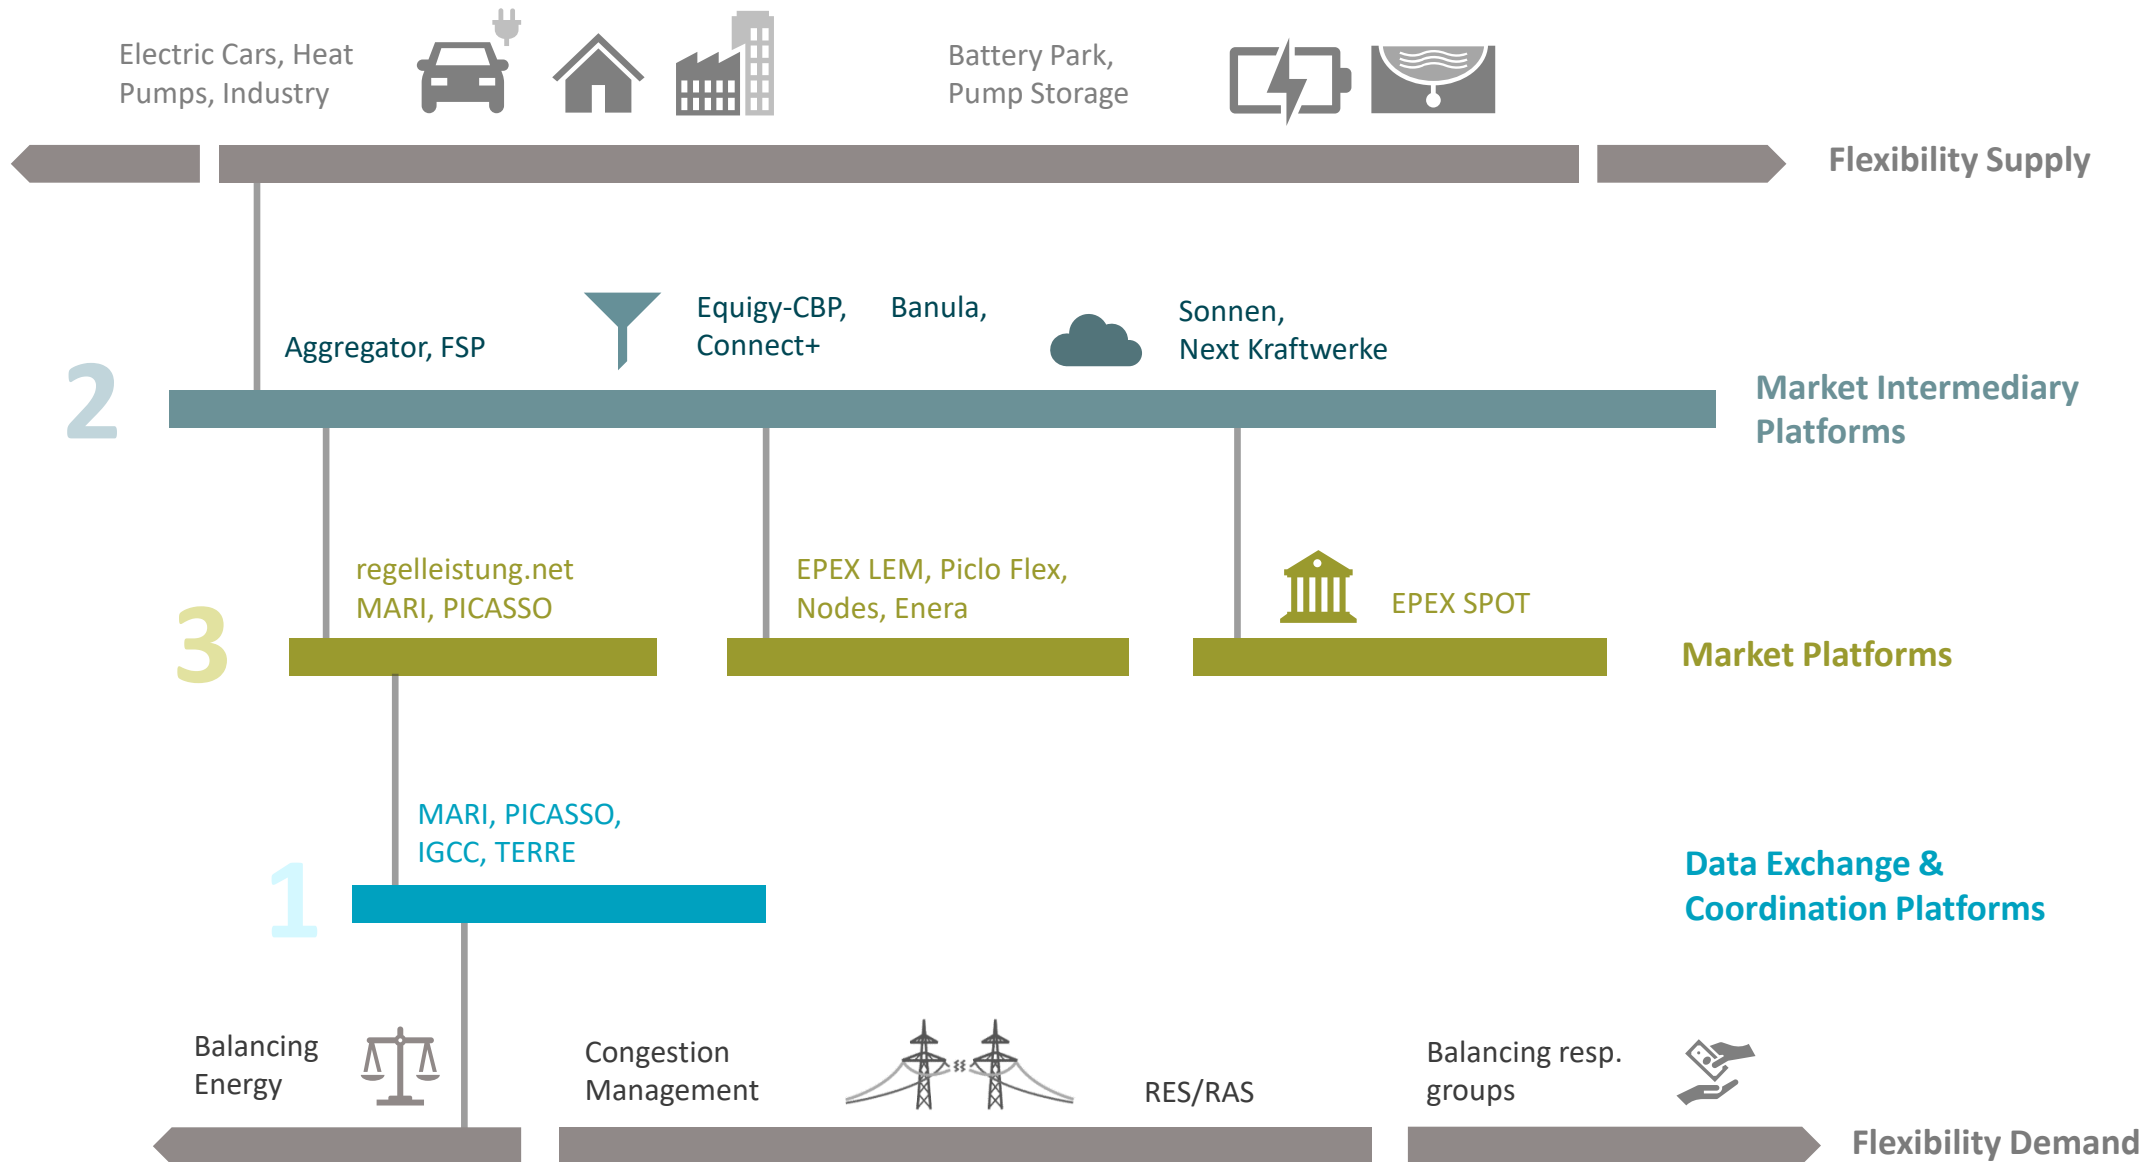 Electric Cars, Heat
Pumps, Industry
Battery Park,
Pump Storage
Flexibility Supply
Aggregator, FSP
Equigy-CBP, Banula,
Connect+
Sonnen,
Next Kraftwerke
2
Market Intermediary
Platforms
regelleistung.net
MARI, PICASSO
EPEX LEM, Piclo Flex,
Nodes, Enera
EPEX SPOT
3
Market Platforms
MARI, PICASSO,
IGCC, TERRE
1
Data Exchange &
Coordination Platforms
Balancing
Energy
Congestion
Management
RES/RAS
Balancing resp.
groups
Flexibility Demand